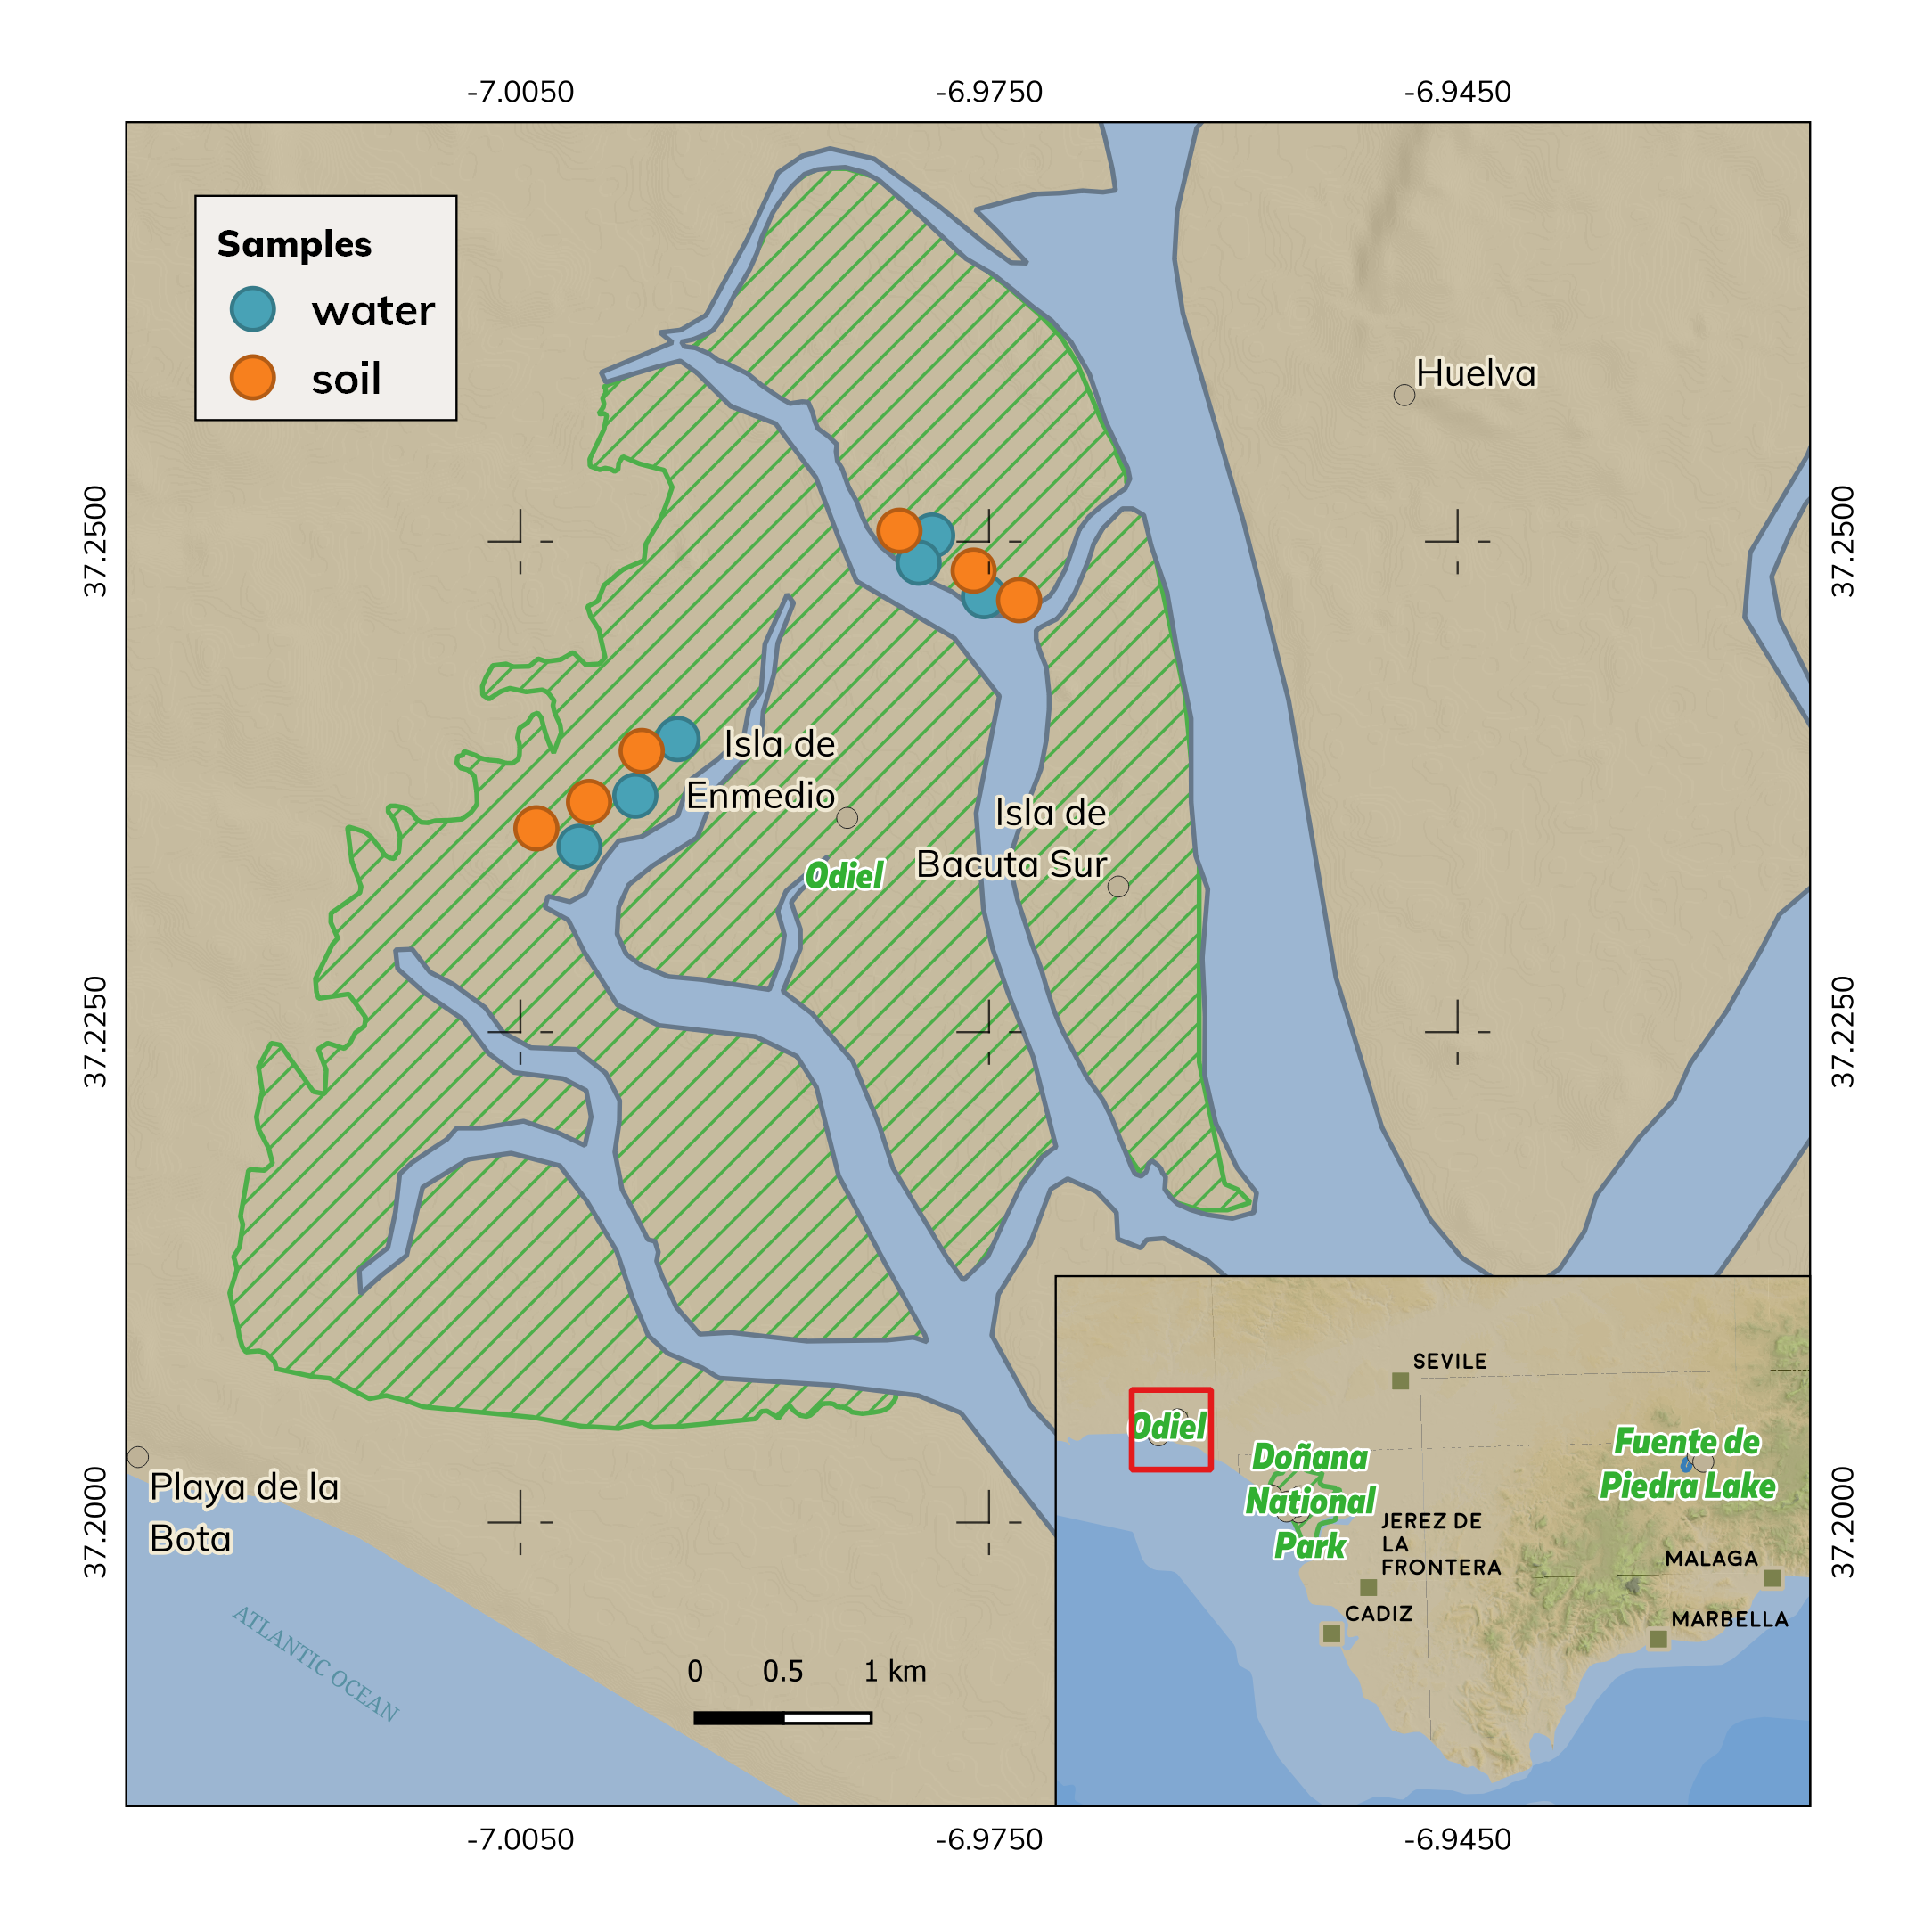 -7.0050
-6.9750
-6.9450
Samples
water
soil
Huelva
37.2500
37.2500
Isla de
Enmedio
Isla de
Bacuta Sur
Odiel
37.2250
37.2250
SEVILE
Odiel
Doñana
National
Park
Fuente de
Piedra Lake
JEREZ DE
LA
FRONTERA
MALAGA
CADIZ
MARBELLA
Playa de la
Bota
37.2000
37.2000
ATLANTIC OCEAN
0 0.5 1 km
-7.0050
-6.9750
-6.9450